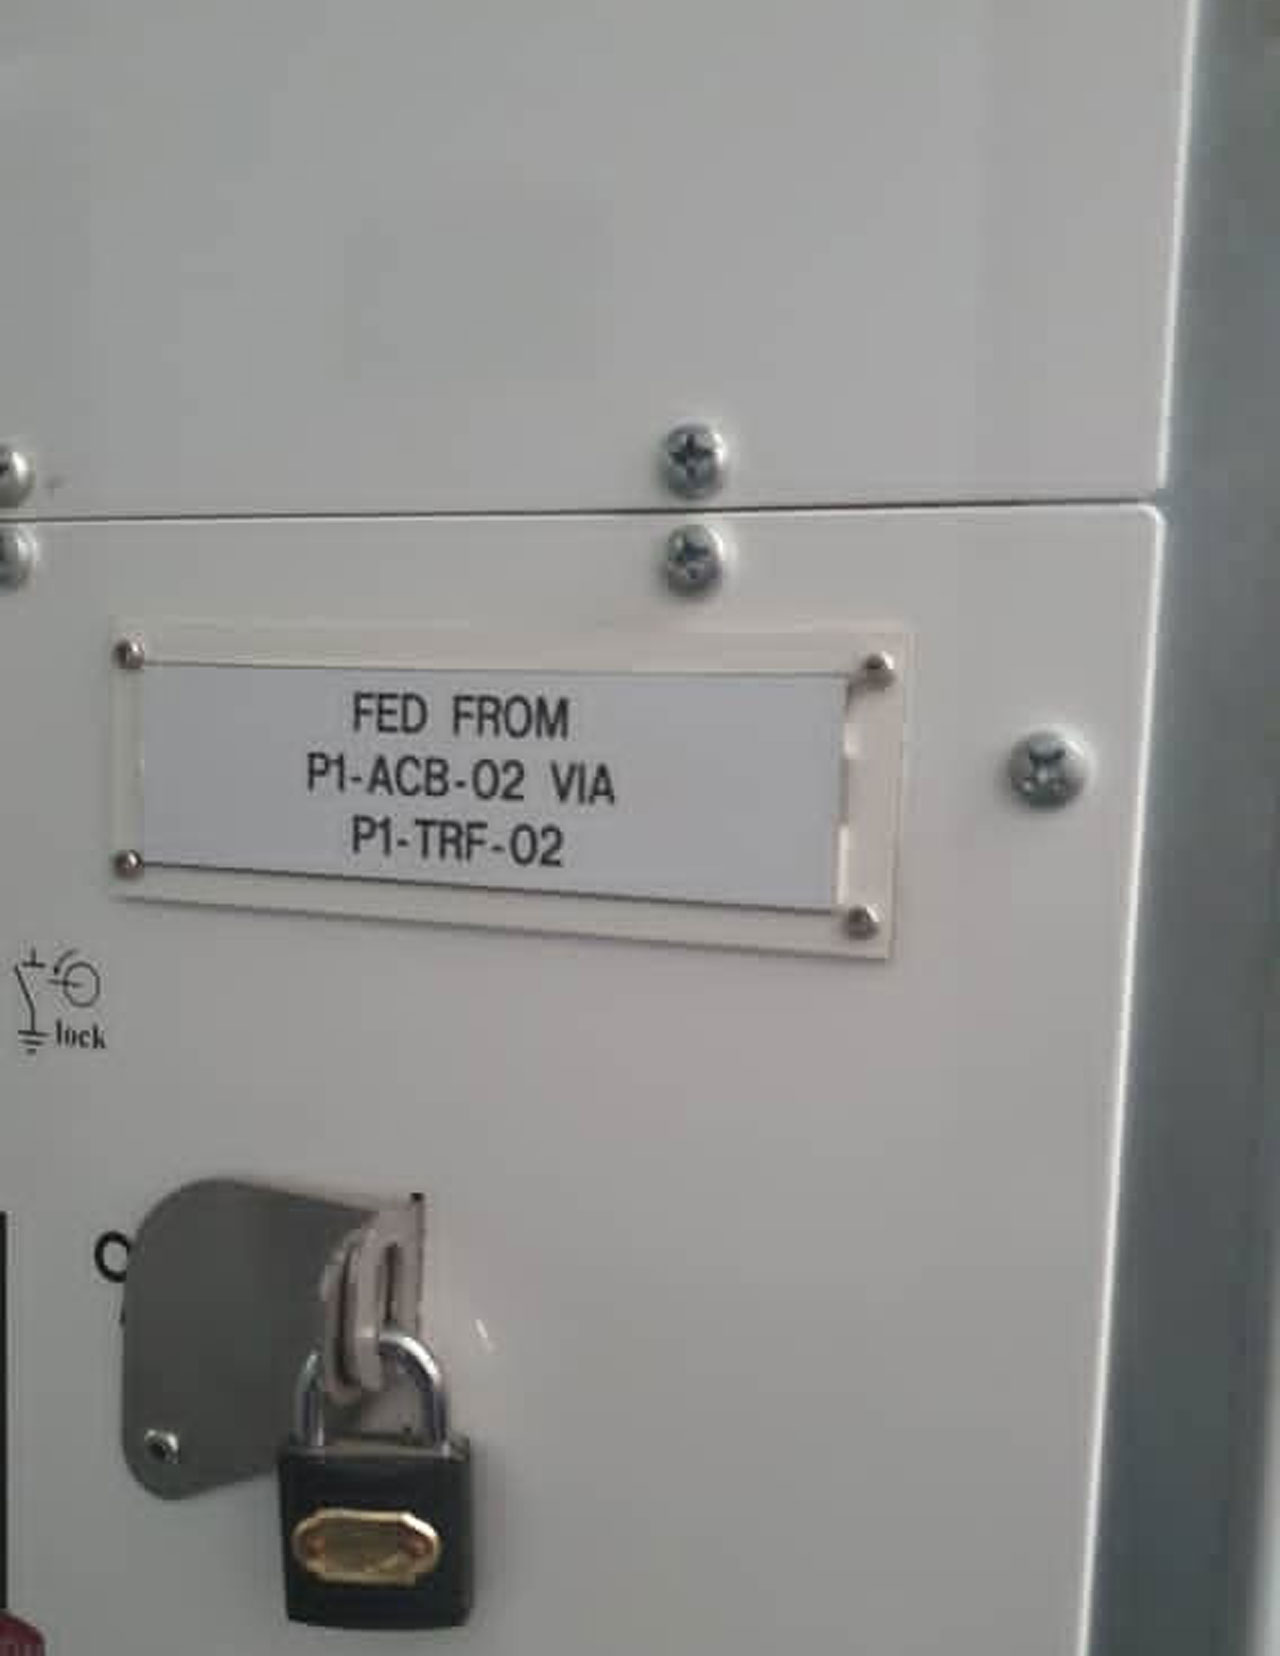 FED FROM
P1-ACB-02 VIA
P1-TRF-02
lock
O